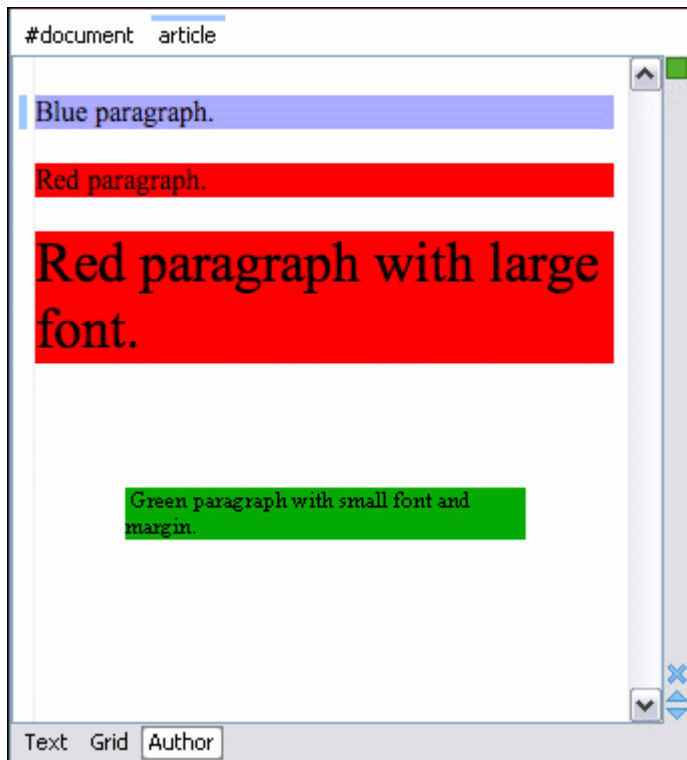 #document article
Blue paragraph.
Red paragraph.
Red paragraph with large
font.
Green paragraph with small font and
margin.
Text Grid Author